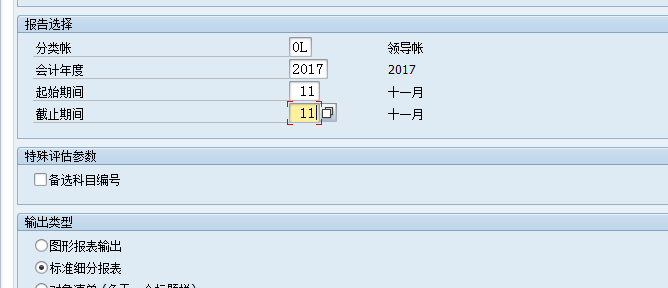 报告选择
分类帐 0L 领导帐
会计年度 2017 2017
起始期间 11 十一月
截止期间 11 十一月
特殊评估参数
备选科目编号
输出类型
图形报表输出
标准细分报表